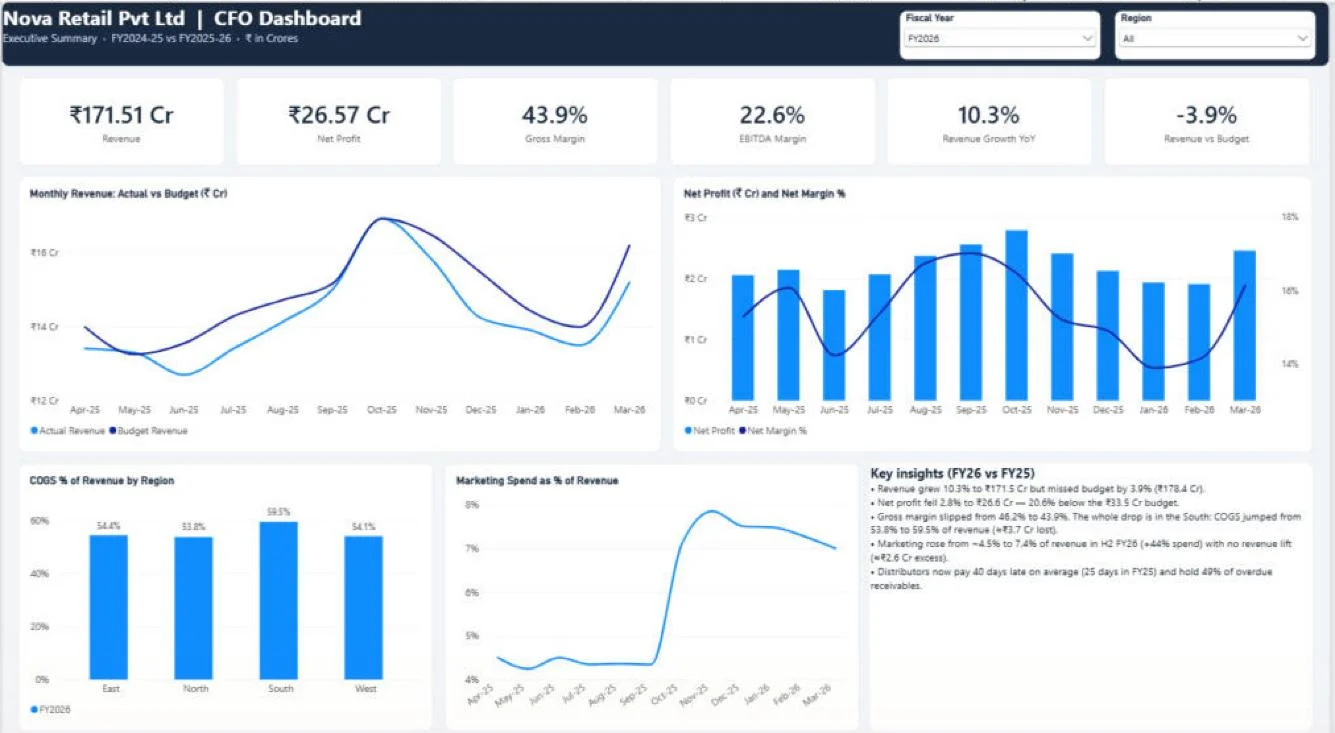 Nova Retail Pvt Ltd | CFO Dashboard
Executive Summary · FY2024-25 vs FY2025-26 · ₹ in Crores
Fiscal Year
FY2026
Region
All
₹171.51 Cr
Revenue
₹26.57 Cr
Net Profit
43.9%
Gross Margin
22.6%
EBITDA Margin
10.3%
Revenue Growth YoY
-3.9%
Revenue vs Budget
Monthly Revenue: Actual vs Budget (₹ Cr)
₹16 Cr
₹14 Cr
₹12 Cr
Apr-25 May-25 Jun-25 Jul-25 Aug-25 Sep-25 Oct-25 Nov-25 Dec-25 Jan-26 Feb-26 Mar-26
Actual Revenue Budget Revenue
Net Profit (₹ Cr) and Net Margin %
₹3 Cr
₹2 Cr
₹1 Cr
₹0 Cr
18%
16%
14%
Apr-25 May-25 Jun-25 Jul-25 Aug-25 Sep-25 Oct-25 Nov-25 Dec-25 Jan-26 Feb-26 Mar-26
Net Profit Net Margin %
COGS % of Revenue by Region
60%
40%
20%
0%
54.4% 53.8% 59.5% 54.1%
East North South West
FY2026
Marketing Spend as % of Revenue
8%
7%
6%
5%
4%
Apr-25 May-25 Jun-25 Jul-25 Aug-25 Sep-25 Oct-25 Nov-25 Dec-25 Jan-26 Feb-26 Mar-26
Key insights (FY26 vs FY25)
• Revenue grew 10.3% to ₹171.5 Cr but missed budget by 3.9% (₹178.4 Cr).
• Net profit fell 2.8% to ₹26.6 Cr — 20.6% below the ₹33.5 Cr budget.
• Gross margin slipped from 46.2% to 43.9%. The whole drop is in the South: COGS jumped from
53.8% to 59.5% of revenue (≈₹3.7 Cr lost).
• Marketing rose from ~4.5% to 7.4% of revenue in H2 FY26 (+44% spend) with no revenue lift
(≈₹2.6 Cr excess).
• Distributors now pay 40 days late on average (25 days in FY25) and hold 49% of overdue
receivables.